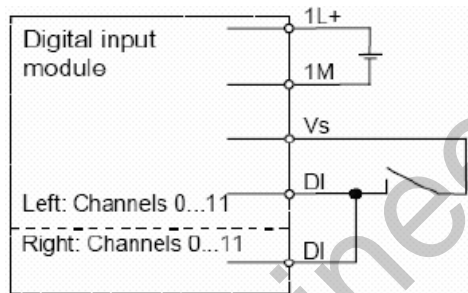 Digital input
module
1L+
1M
Vs
DI
Left: Channels 0...11
Right: Channels 0...11
DI